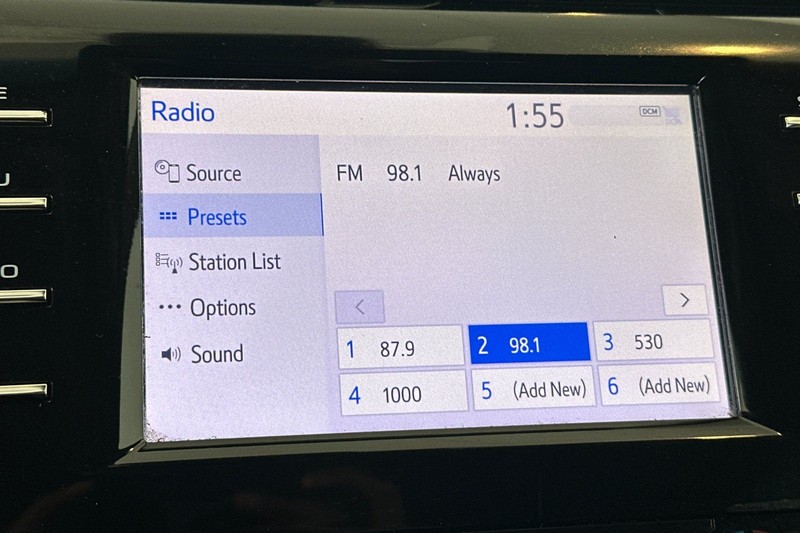 Radio
1:55
DCM
Source
FM 98.1 Always
Presets
Station List
Options
Sound
<
>
1 87.9
2 98.1
3 530
4 1000
5 (Add New)
6 (Add New)
E
U
O